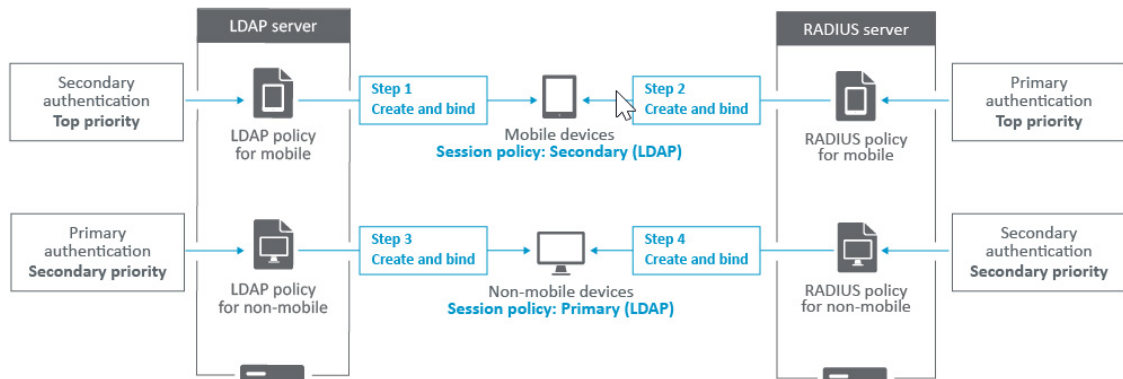 LDAP server
RADIUS server
Secondary
authentication
Top priority
LDAP policy
for mobile
Step 1
Create and bind
Mobile devices
Session policy: Secondary (LDAP)
Step 2
Create and bind
RADIUS policy
for mobile
Primary
authentication
Top priority
Primary
authentication
Secondary priority
LDAP policy
for non-mobile
Step 3
Create and bind
Non-mobile devices
Session policy: Primary (LDAP)
Step 4
Create and bind
RADIUS policy
for non-mobile
Secondary
authentication
Secondary priority